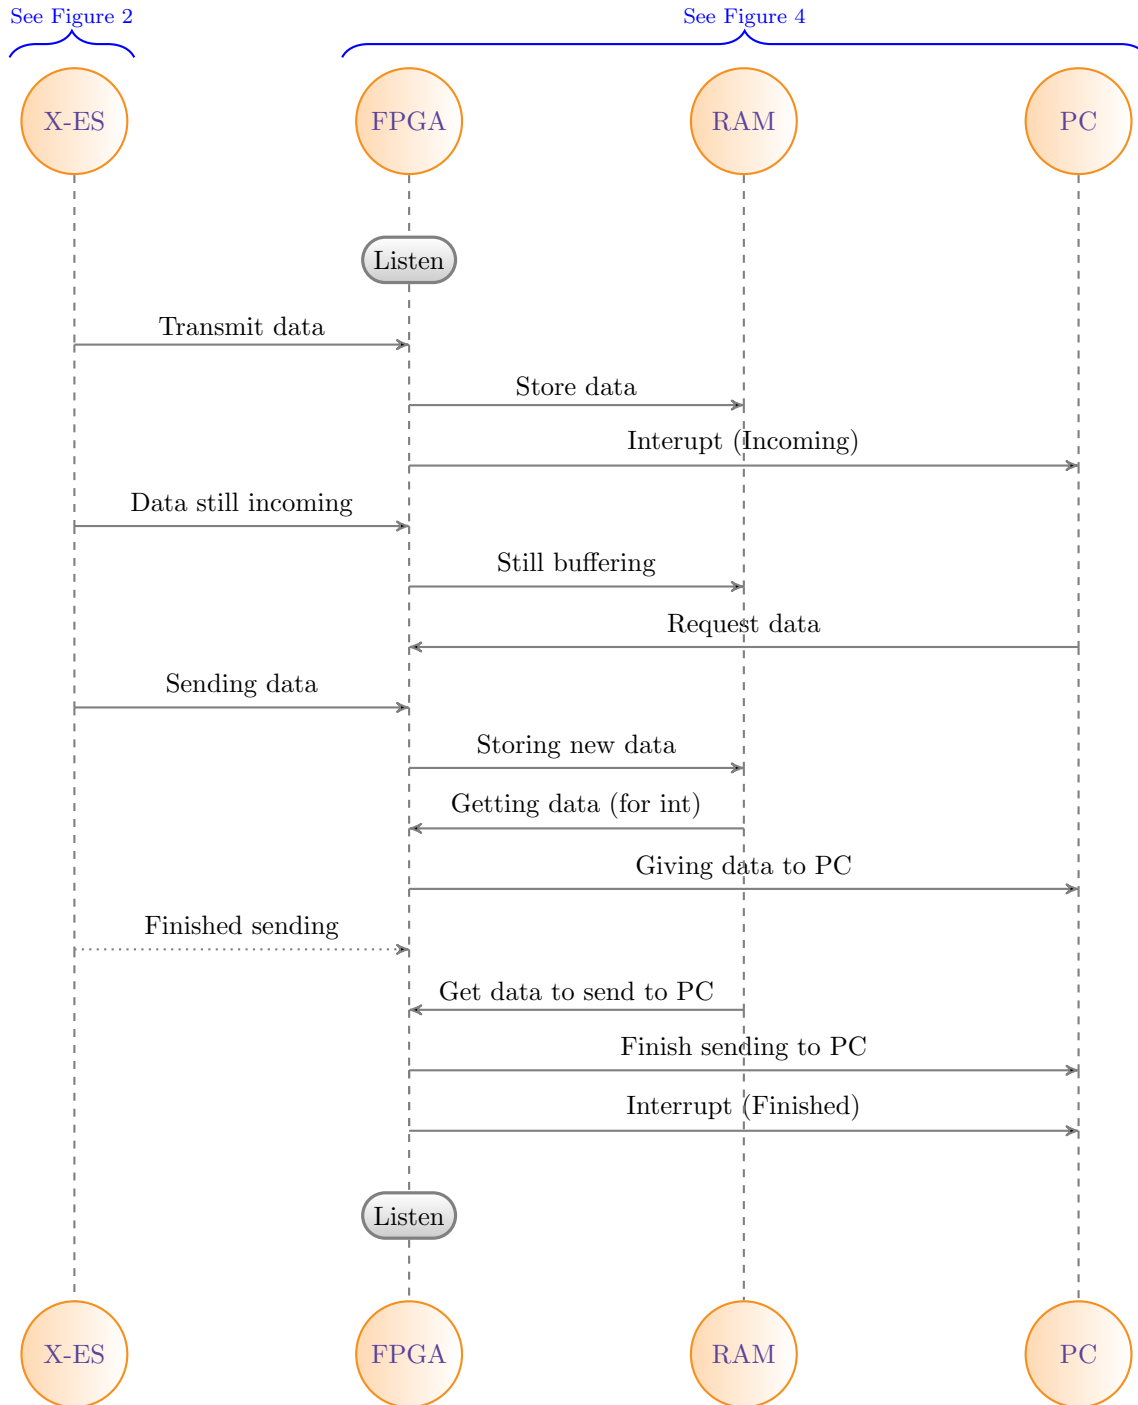 See Figure 2
See Figure 4
X-ES
FPGA
RAM
PC
Listen
Transmit data
Store data
Interupt (Incoming)
Data still incoming
Still buffering
Request data
Sending data
Storing new data
Getting data (for int)
Giving data to PC
Finished sending
Get data to send to PC
Finish sending to PC
Interrupt (Finished)
Listen
X-ES
FPGA
RAM
PC